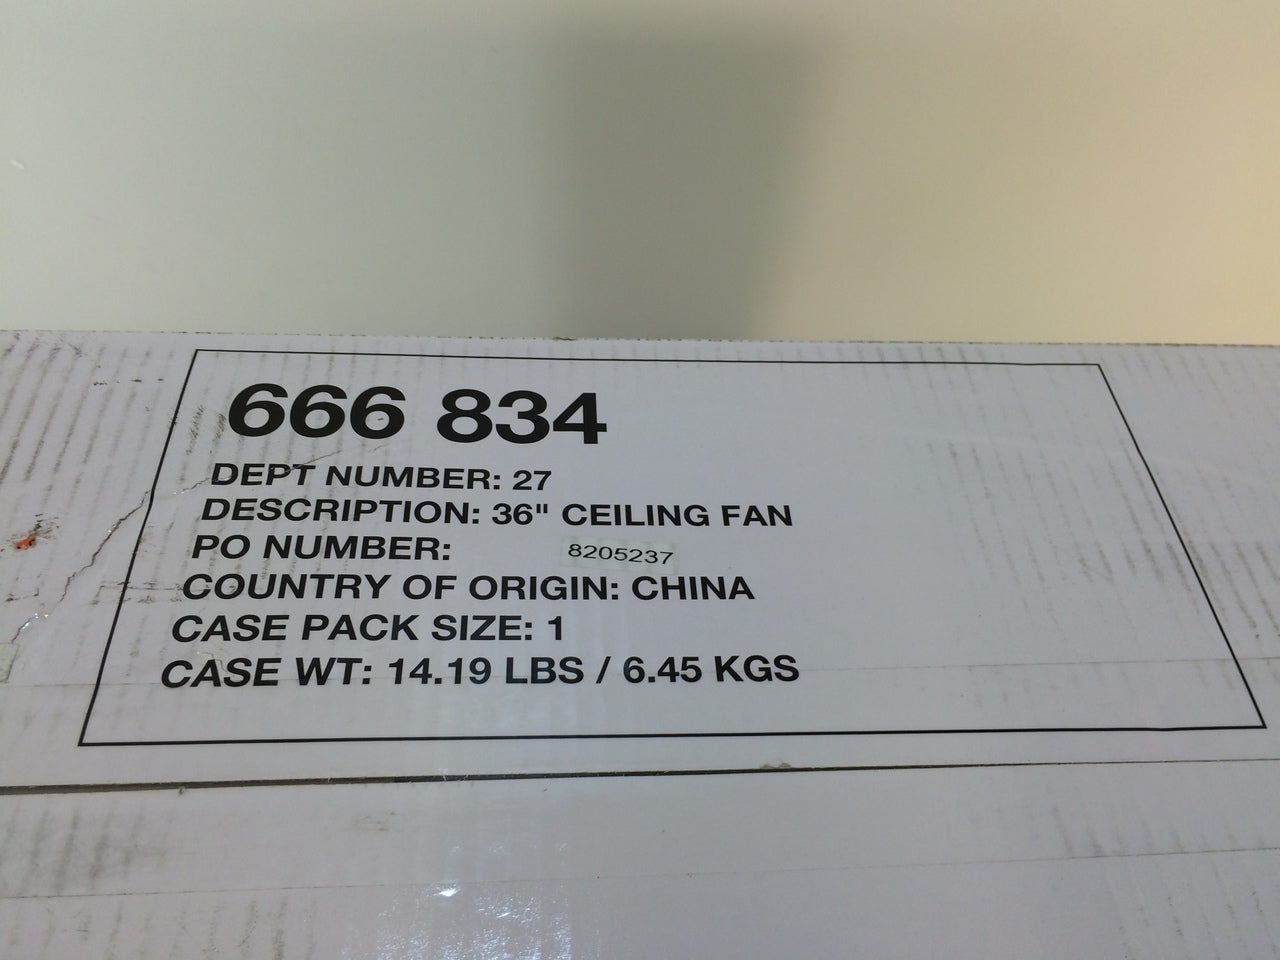 666 834
DEPT NUMBER: 27
DESCRIPTION: 36" CEILING FAN
PO NUMBER: 8205237
COUNTRY OF ORIGIN: CHINA
CASE PACK SIZE: 1
CASE WT: 14.19 LBS / 6.45 KGS